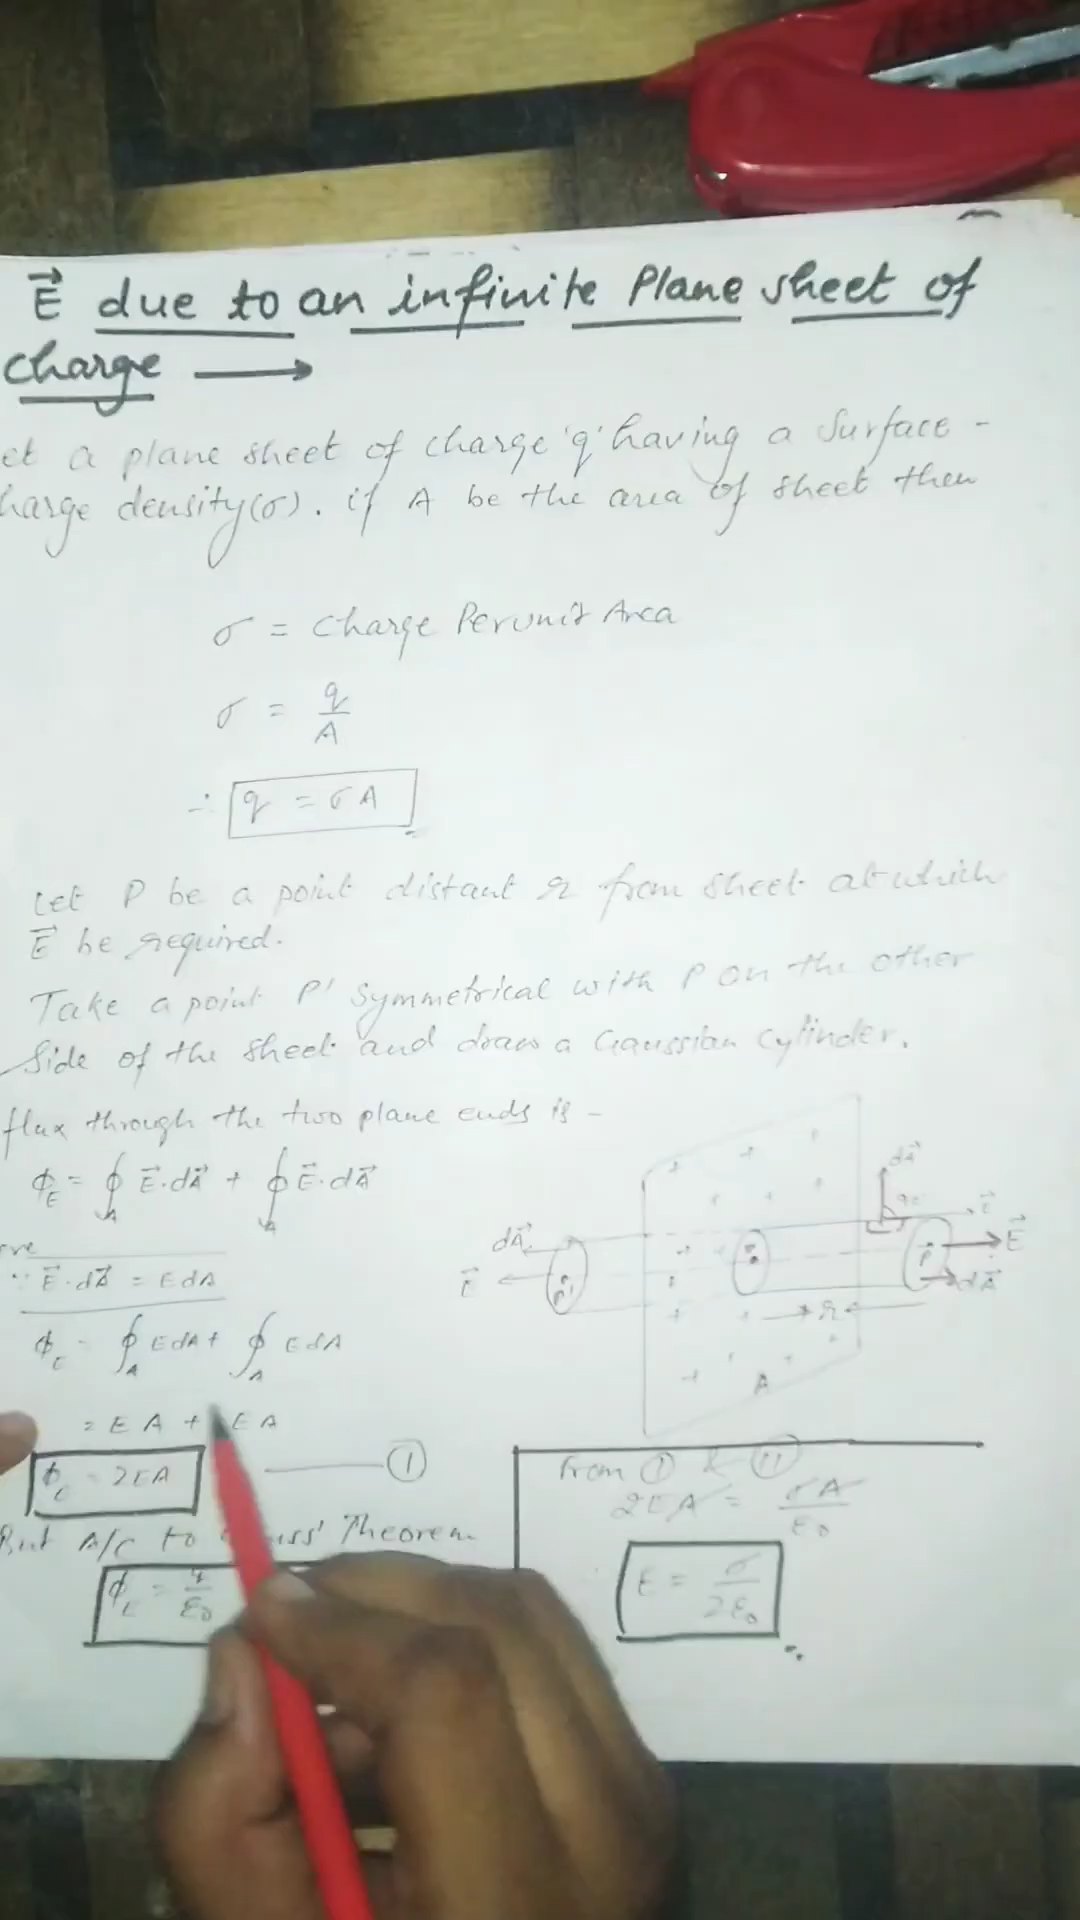 E⃗ due to an infinite Plane sheet of
charge →
et a plane sheet of charge 'q' having a Surface -
harge density(σ). if A be the area of sheet then
σ = Charge Per unit Area
σ = q/A
∴ q = σA
Let P be a point distant r from sheet at which
E⃗ be required.
Take a point P' Symmetrical with P on the other
Side of the sheet and draw a Gaussian cylinder.
flux through the two plane ends is -
ϕE = ∮A E⃗.dA⃗ + ∮A E⃗.dA⃗
∵ E⃗.dA⃗ = EdA
ϕE = ∮A EdA + ∮A EdA
= EA + EA
ϕE = 2EA — (I)
But A/C to Theorem
ϕE = q/ε0
dA⃗
E⃗
P'
dA⃗
90
E⃗
E⃗
P
dA⃗
r
A
From (I) & (II)
2EA = σA/ε0
E = σ/2ε0